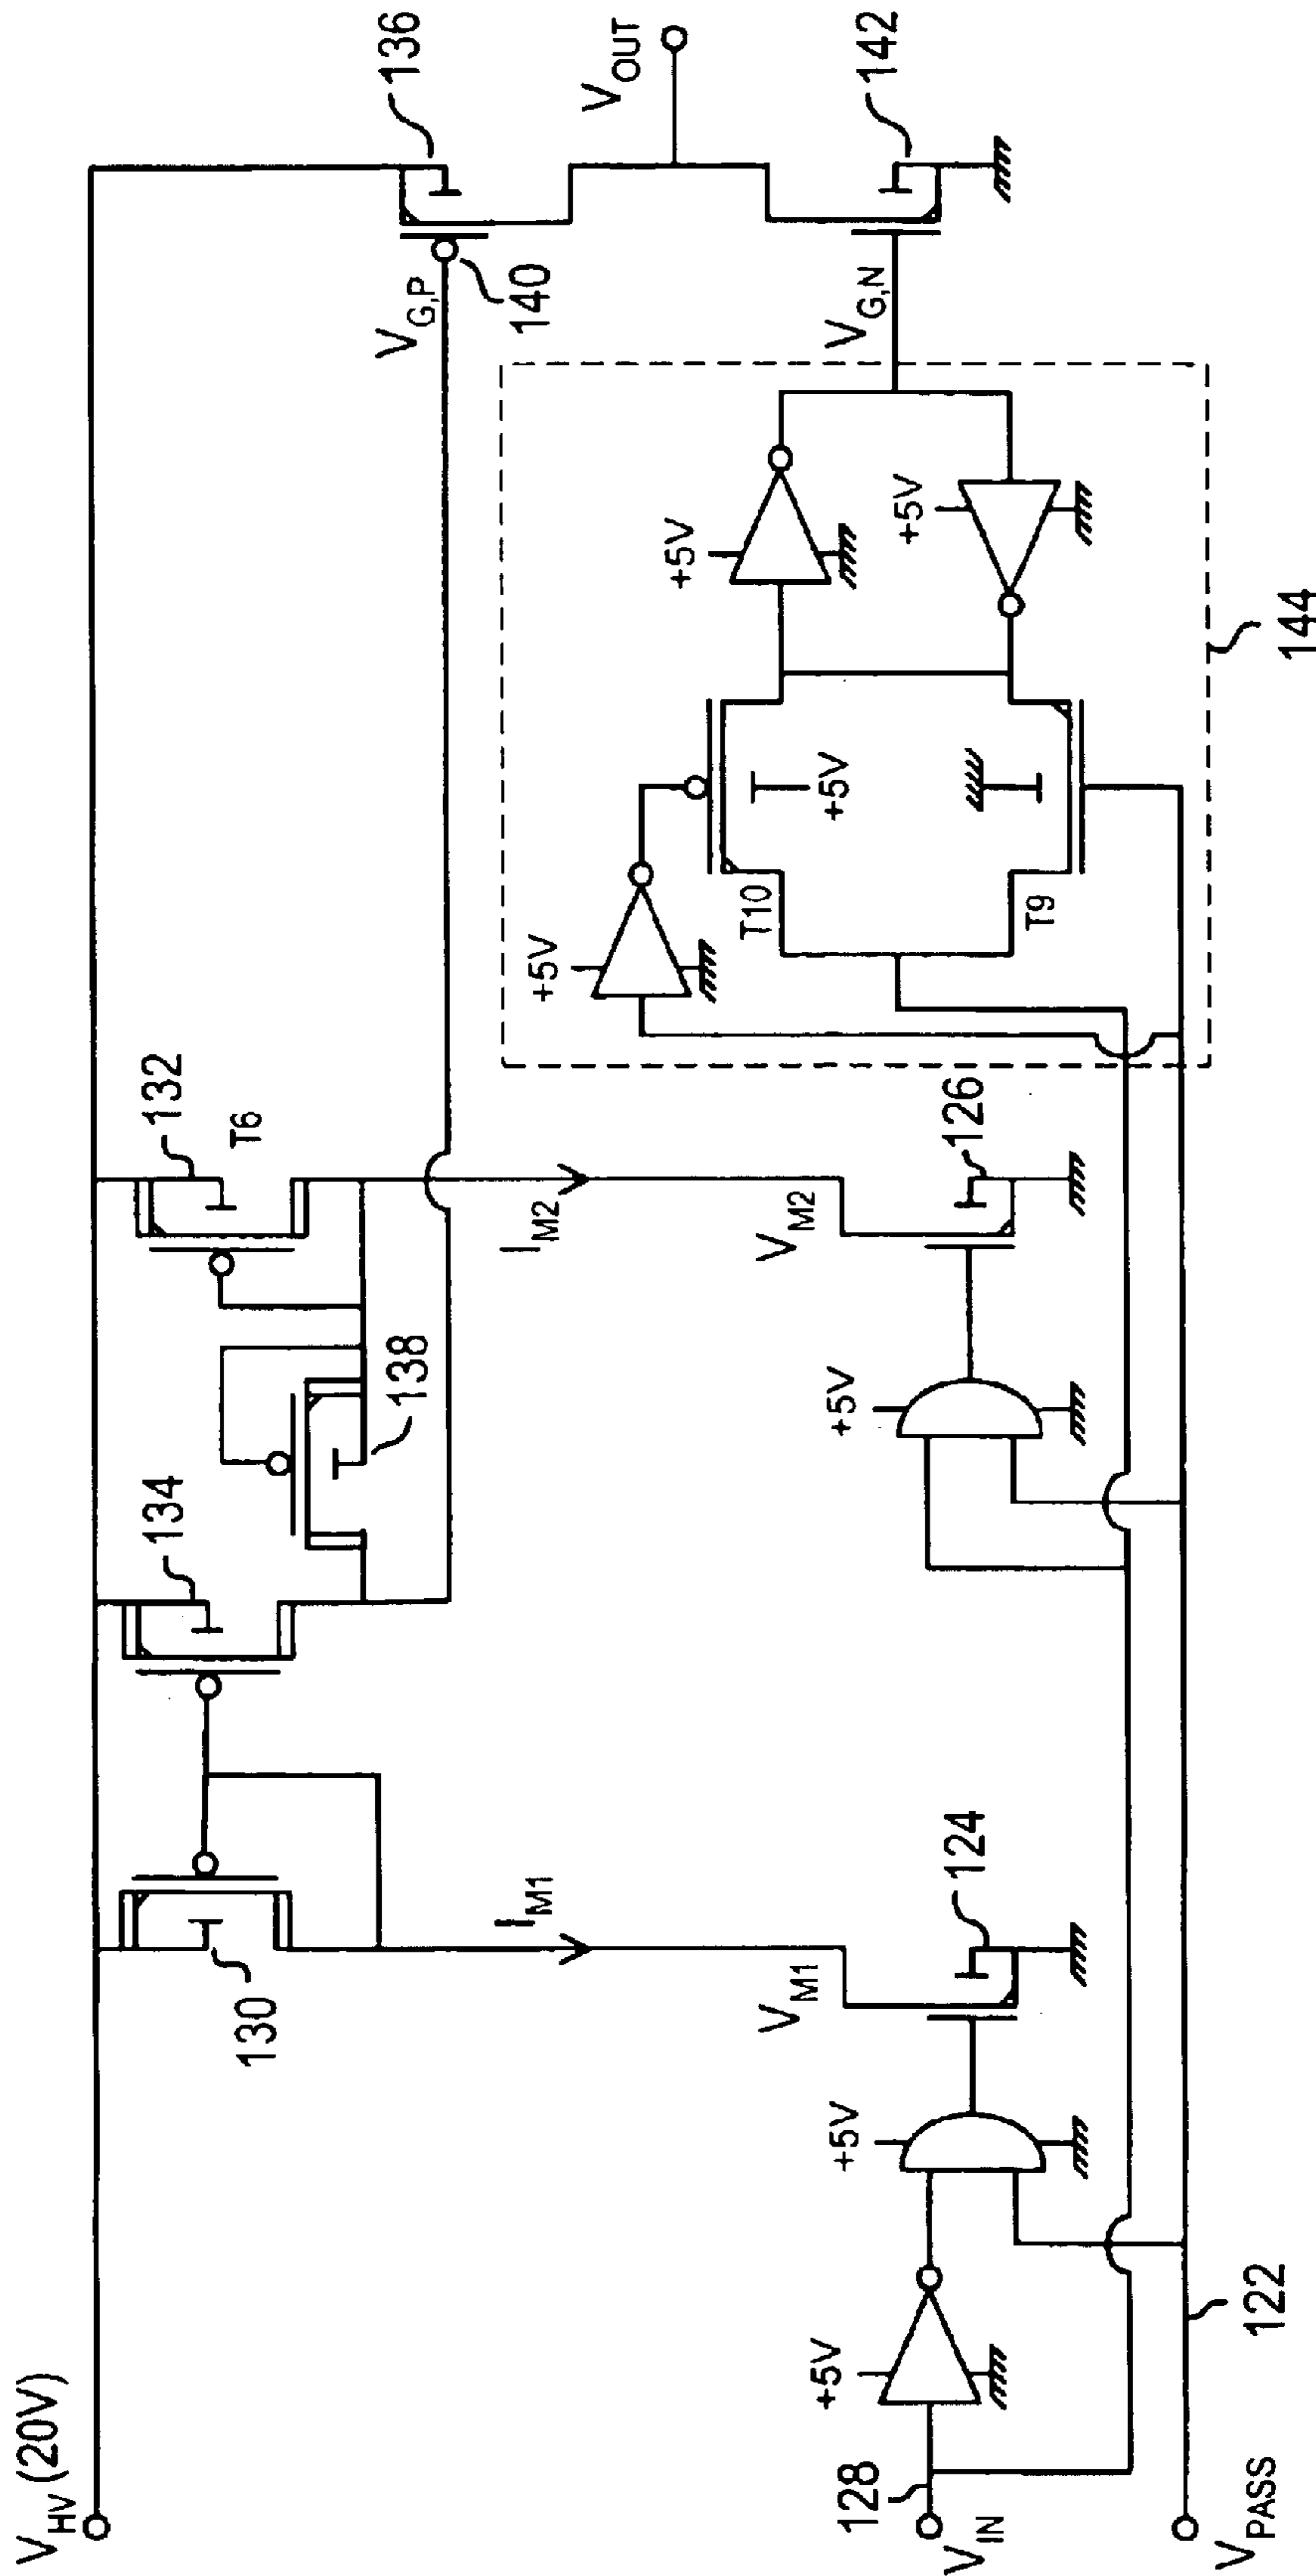 V_HV (20V)
130
134
132
T6
138
136
V_G,P
140
V_OUT
142
V_G,N
I_M1
I_M2
V_M1
124
V_M2
126
+5V
+5V
+5V
+5V
+5V
+5V
+5V
T10
T9
144
128
V_IN
V_PASS
122